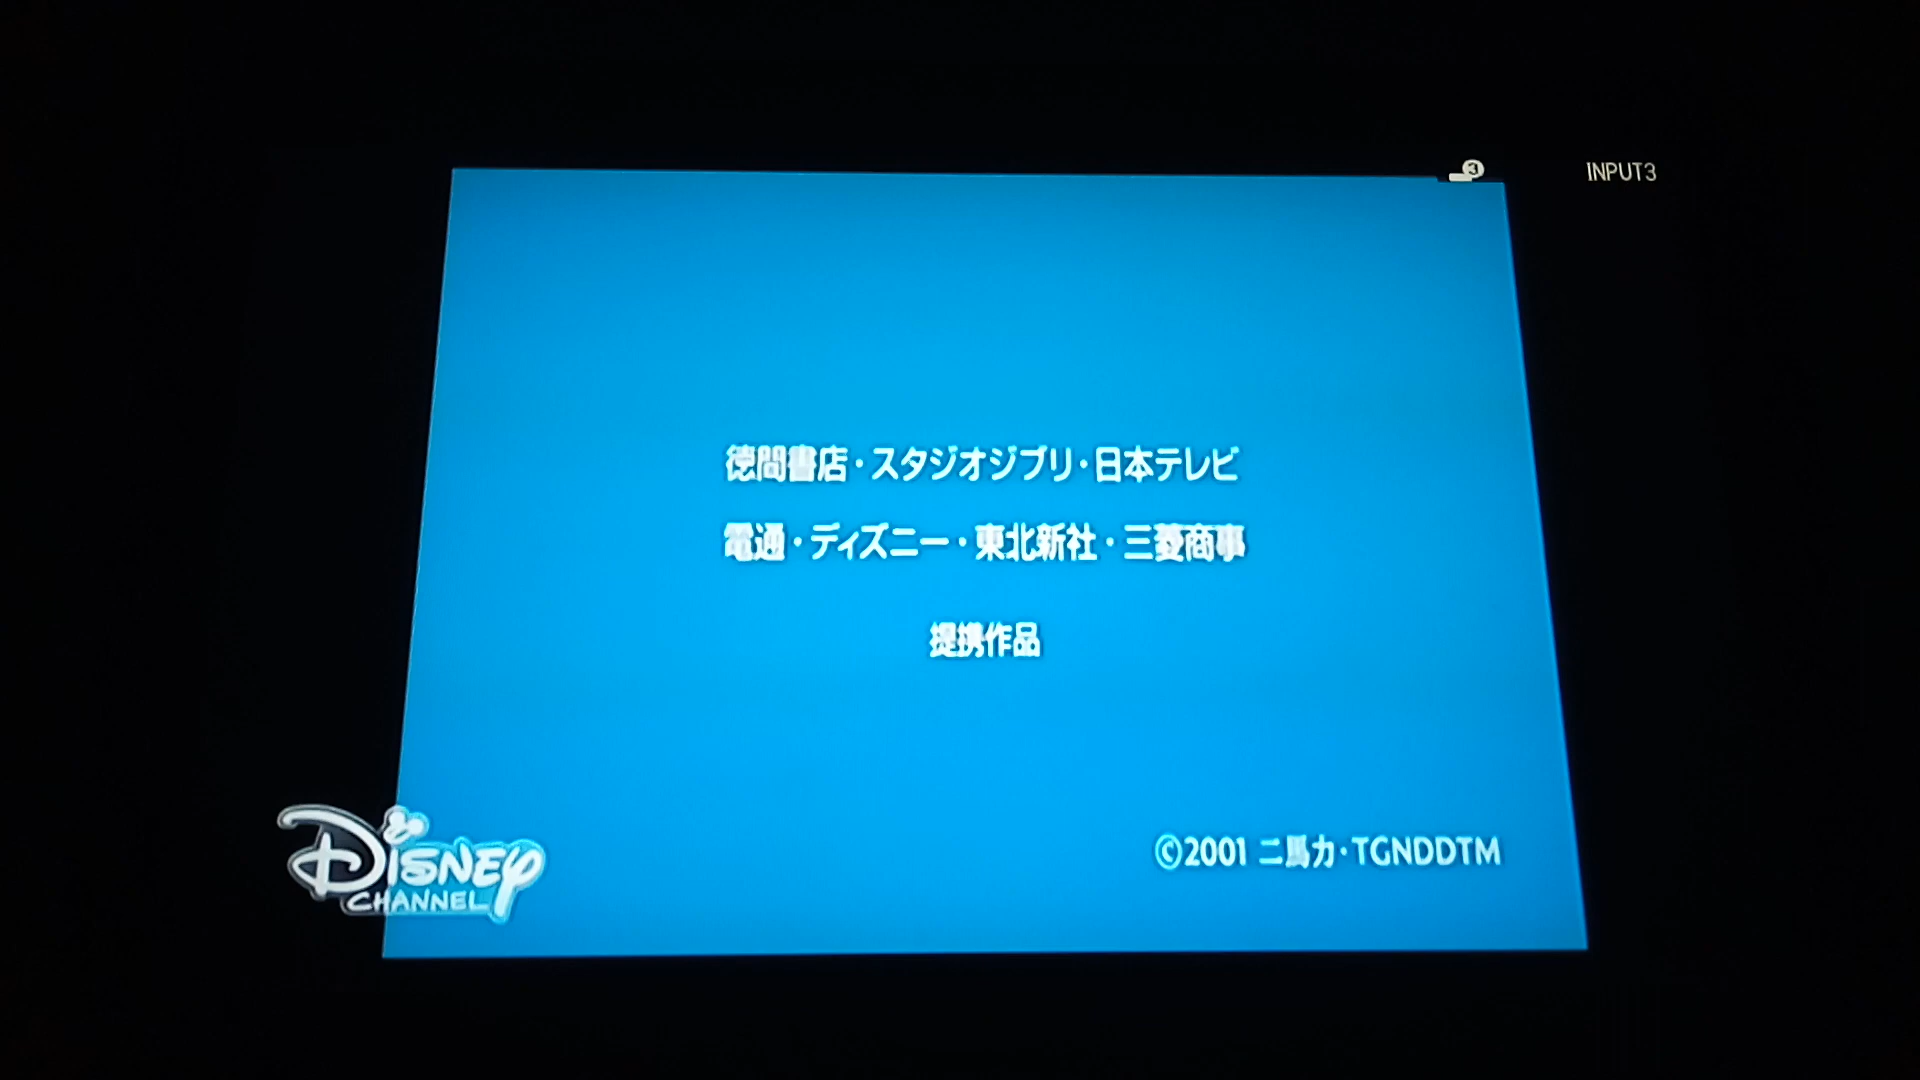 3
INPUT3
徳間書店・スタジオジブリ・日本テレビ
電通・ディズニー・東北新社・三菱商事
提携作品
©2001 二馬力・TGNDDTM
Disney
CHANNEL